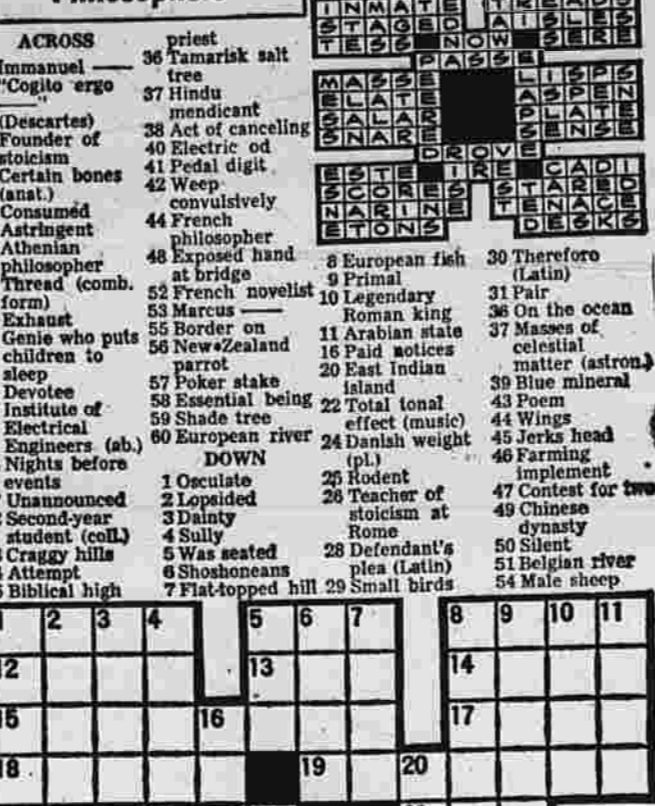 ACROSS
Immanuel ——
"Cogito ergo
——"
(Descartes)
Founder of
stoicism
Certain bones
(anat.)
Consumed
Astringent
Athenian
philosopher
Thread (comb.
form)
Exhaust
Genie who puts
children to
sleep
Devotee
Institute of
Electrical
Engineers (ab.)
Nights before
events
Unannounced
Second-year
student (coll.)
Craggy hills
Attempt
Biblical high
priest
36 Tamarisk salt
tree
37 Hindu
mendicant
38 Act of canceling
40 Electric od
41 Pedal digit
42 Weep
convulsively
44 French
philosopher
48 Exposed hand
at bridge
52 French novelist
53 Marcus ——
55 Border on
56 New Zealand
parrot
57 Poker stake
58 Essential being
59 Shade tree
60 European river
DOWN
1 Osculate
2 Lopsided
3 Dainty
4 Sully
5 Was seated
6 Shoshoneans
7 Flat-topped hill
8 European fish
9 Primal
10 Legendary
Roman king
11 Arabian state
16 Paid notices
20 East Indian
island
22 Total tonal
effect (music)
24 Danish weight
(pl.)
25 Rodent
26 Teacher of
stoicism at
Rome
28 Defendant's
plea (Latin)
29 Small birds
30 Therefore
(Latin)
31 Pair
36 On the ocean
37 Masses of
celestial
matter (astron.)
39 Blue mineral
43 Poem
44 Wings
45 Jerks head
46 Farming
implement
47 Contest for two
49 Chinese
dynasty
50 Silent
51 Belgian river
54 Male sheep
INMATE TREADS
STAGED AISLES
TESS NOW SERE
PASSE
MASSE LISPS
ELATE ASPEN
SALAR PLATE
SNARE SENSE
DROVE
ESTE IRE CADI
SCORES STARED
NARINE TENACE
ETONS DESKS
1 2 3 4 5 6 7 8 9 10 11
12 13 14
15 16 17
18 19 20